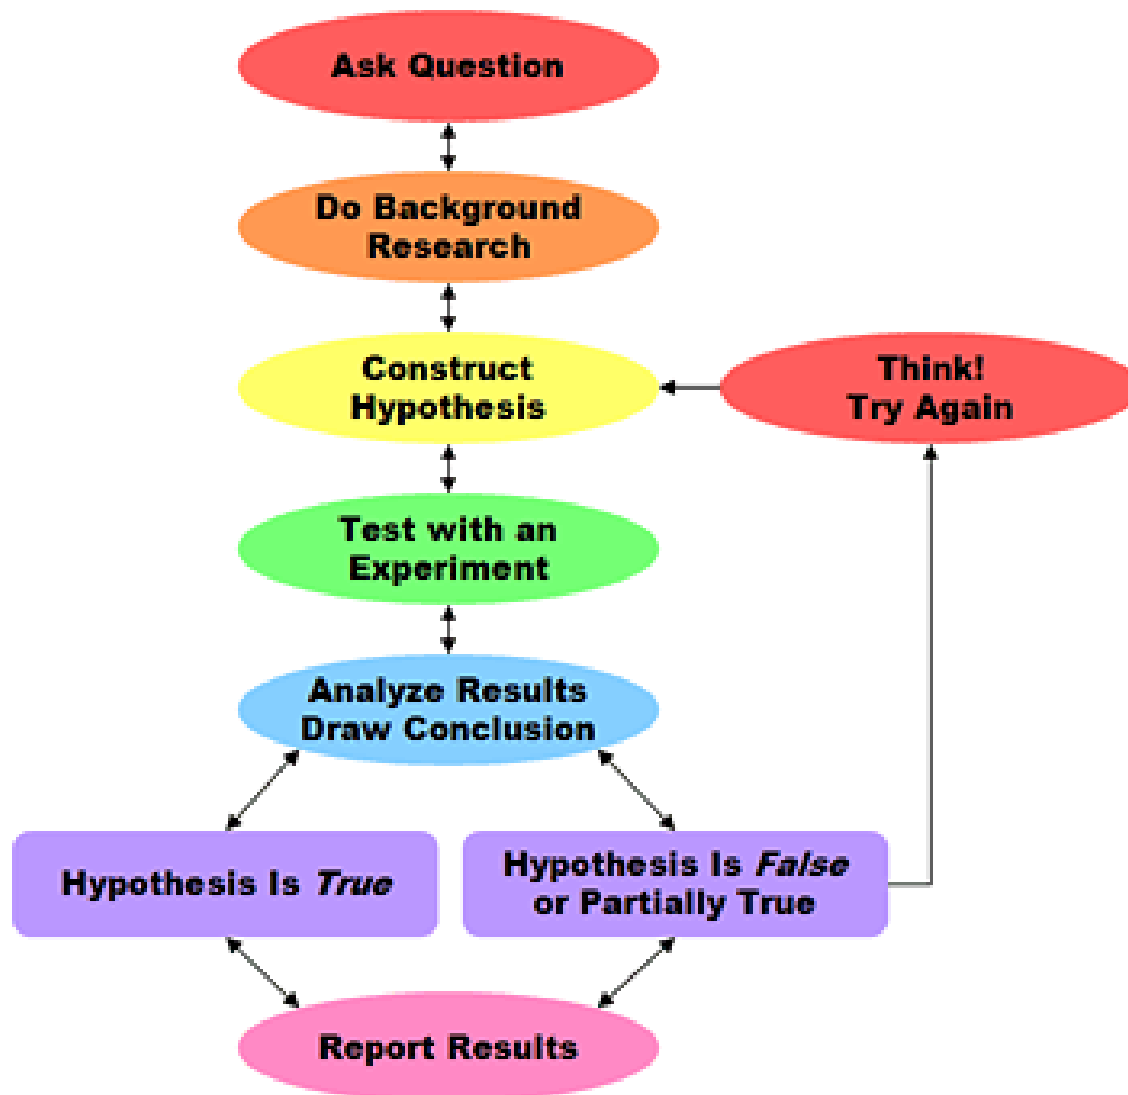 Ask Question
Do Background
Research
Construct
Hypothesis
Think!
Try Again
Test with an
Experiment
Analyze Results
Draw Conclusion
Hypothesis Is True
Hypothesis Is False
or Partially True
Report Results